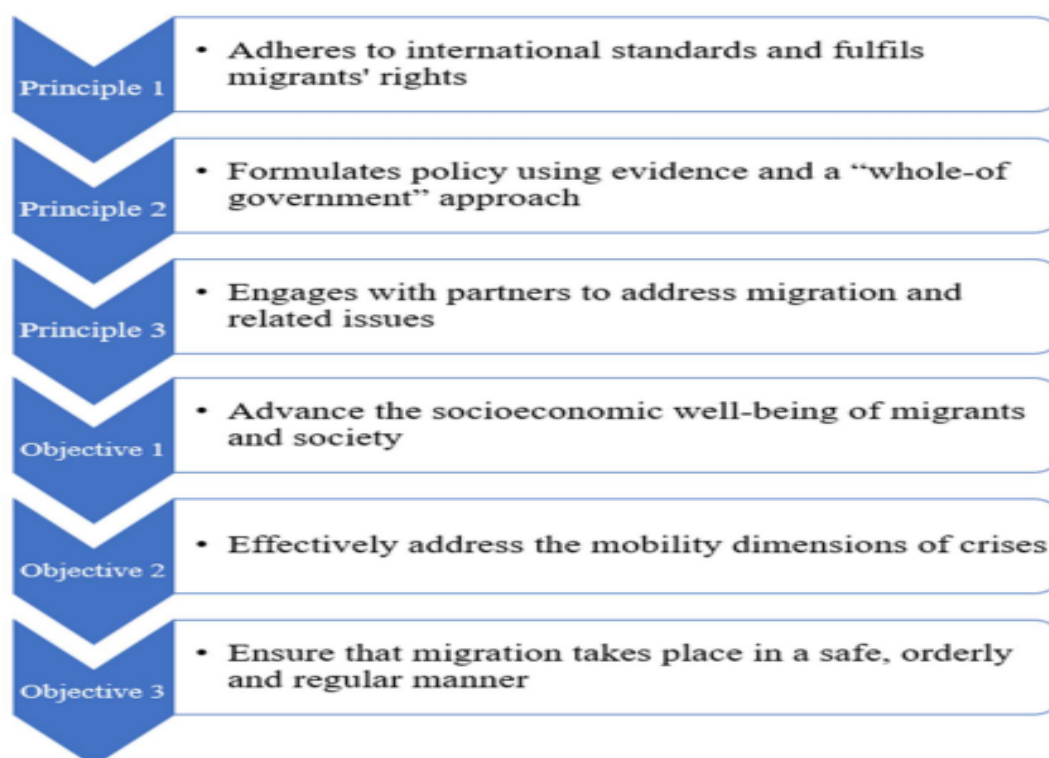 Principle 1
• Adheres to international standards and fulfils
migrants' rights
Principle 2
• Formulates policy using evidence and a “whole-of
government” approach
Principle 3
• Engages with partners to address migration and
related issues
Objective 1
• Advance the socioeconomic well-being of migrants
and society
Objective 2
• Effectively address the mobility dimensions of crises
Objective 3
• Ensure that migration takes place in a safe, orderly
and regular manner